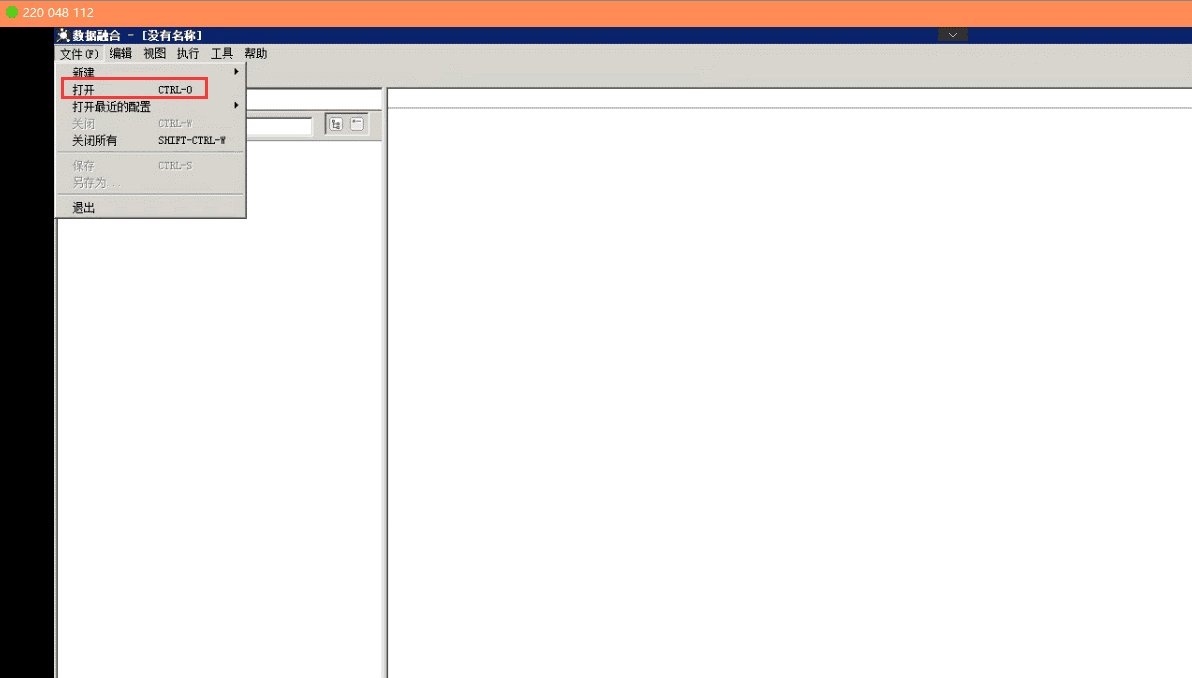 220 048 112
数据融合 - [没有名称]
文件(F) 编辑 视图 执行 工具 帮助
新建
打开 CTRL-O
打开最近的配置
关闭 CTRL-W
关闭所有 SHIFT-CTRL-W
保存 CTRL-S
另存为...
退出